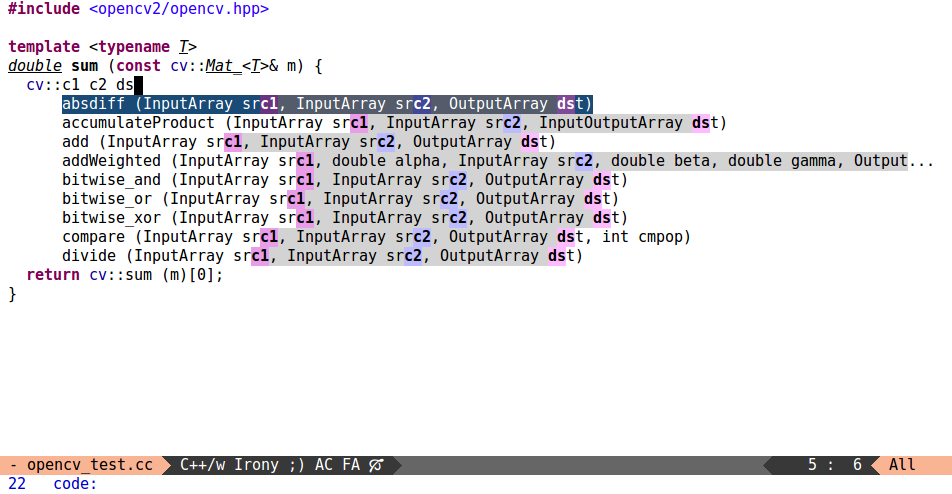 #include <opencv2/opencv.hpp>
template <typename T>
double sum (const cv::Mat_<T>& m) {
cv::c1 c2 ds
absdiff (InputArray src1, InputArray src2, OutputArray dst)
accumulateProduct (InputArray src1, InputArray src2, InputOutputArray dst)
add (InputArray src1, InputArray src2, OutputArray dst)
addWeighted (InputArray src1, double alpha, InputArray src2, double beta, double gamma, Output...
bitwise_and (InputArray src1, InputArray src2, OutputArray dst)
bitwise_or (InputArray src1, InputArray src2, OutputArray dst)
bitwise_xor (InputArray src1, InputArray src2, OutputArray dst)
compare (InputArray src1, InputArray src2, OutputArray dst, int cmpop)
divide (InputArray src1, InputArray src2, OutputArray dst)
return cv::sum (m)[0];
}
- opencv_test.cc C++/w Irony ;) AC FA 5 : 6 All
22 code: